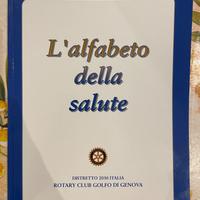 L'alfabeto
della
salute
DISTRETTO 2030 ITALIA
ROTARY CLUB GOLFO DI GENOVA